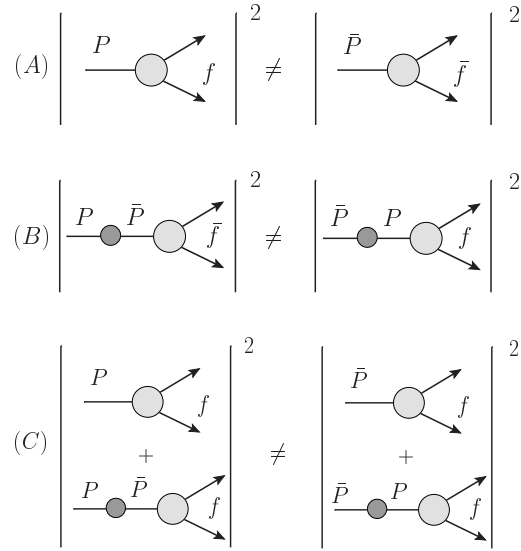 (A) P f 2 ≠ P̄ f̄ 2
(B) P P̄ f̄ 2 ≠ P̄ P f 2
P f 2 P̄ f 2
(C) + ≠ +
P P̄ f P̄ P f